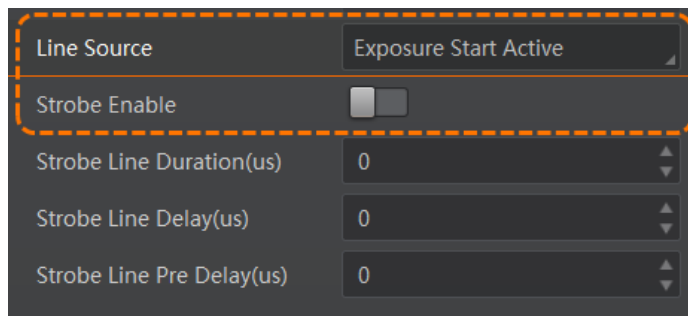 Line Source Exposure Start Active
Strobe Enable
Strobe Line Duration(us) 0
Strobe Line Delay(us) 0
Strobe Line Pre Delay(us) 0